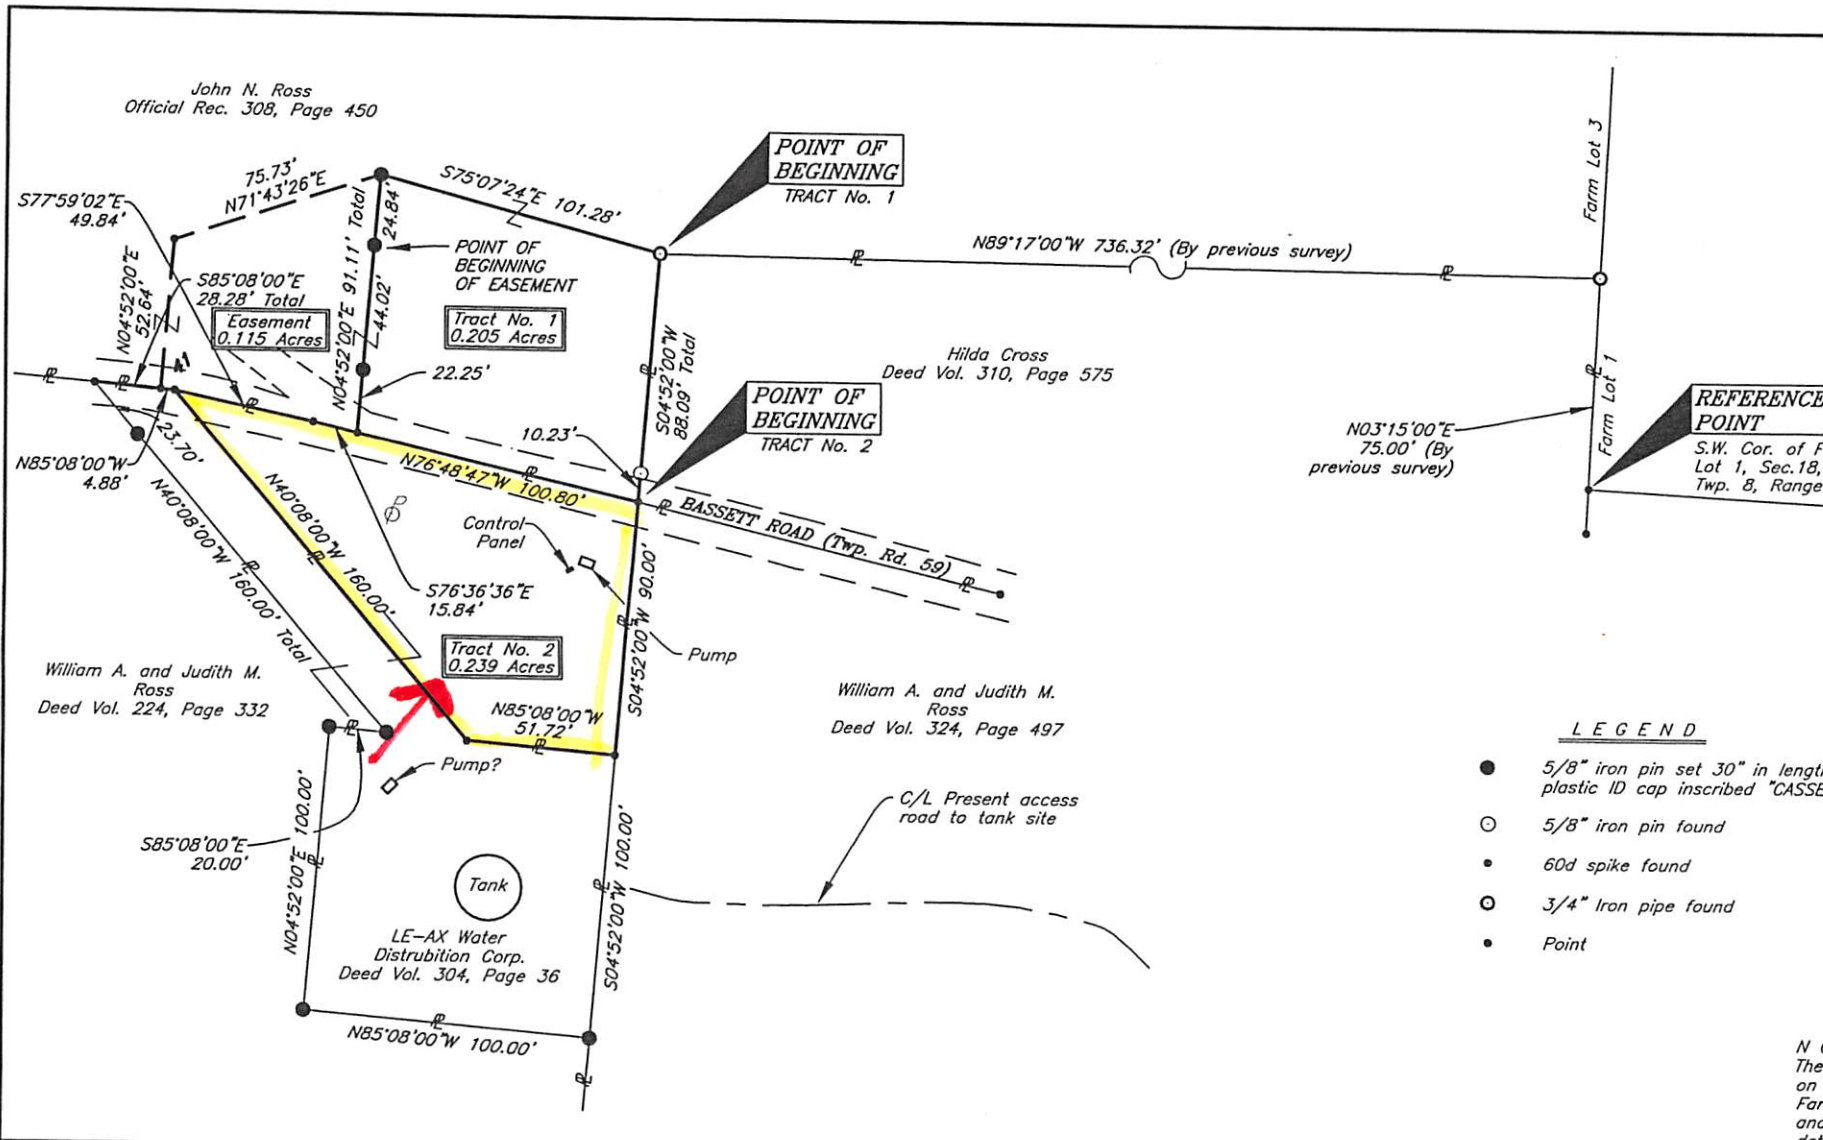 John N. Ross
Official Rec. 308, Page 450
75.73'
N71°43'26"E
S77°59'02"E
49.84'
N04°52'00"E
52.64'
S85°08'00"E
28.28' Total
Easement
0.115 Acres
N04°52'00"E 91.11' Total
24.84'
44.02'
22.25'
S75°07'24"E 101.28'
POINT OF
BEGINNING
OF EASEMENT
Tract No. 1
0.205 Acres
POINT OF
BEGINNING
TRACT No. 1
N89°17'00"W 736.32' (By previous survey)
S04°52'00"W
88.09' Total
Hilda Cross
Deed Vol. 310, Page 575
POINT OF
BEGINNING
TRACT No. 2
10.23'
Farm Lot 3
Farm Lot 1
N03°15'00"E
75.00' (By
previous survey)
REFERENCE
POINT
S.W. Cor. of F
Lot 1, Sec.18,
Twp. 8, Range
N85°08'00"W
4.88'
23.70'
N40°08'00"W 160.00' Total
N40°08'00"W 160.00'
N76°48'47"W 100.80'
BASSETT ROAD (Twp. Rd. 59)
Control
Panel
S76°36'36"E
15.84'
Pump
S04°52'00"W 90.00'
Tract No. 2
0.239 Acres
N85°08'00"W
51.72'
William A. and Judith M.
Ross
Deed Vol. 224, Page 332
William A. and Judith M.
Ross
Deed Vol. 324, Page 497
Pump?
S85°08'00"E
20.00'
N04°52'00"E 100.00'
Tank
LE-AX Water
Distrubition Corp.
Deed Vol. 304, Page 36
S04°52'00"W 100.00'
N85°08'00"W 100.00'
C/L Present access
road to tank site
LEGEND
5/8" iron pin set 30" in lengt
plastic ID cap inscribed "CASSE
5/8" iron pin found
60d spike found
3/4" Iron pipe found
Point
N
The
on
Far
and